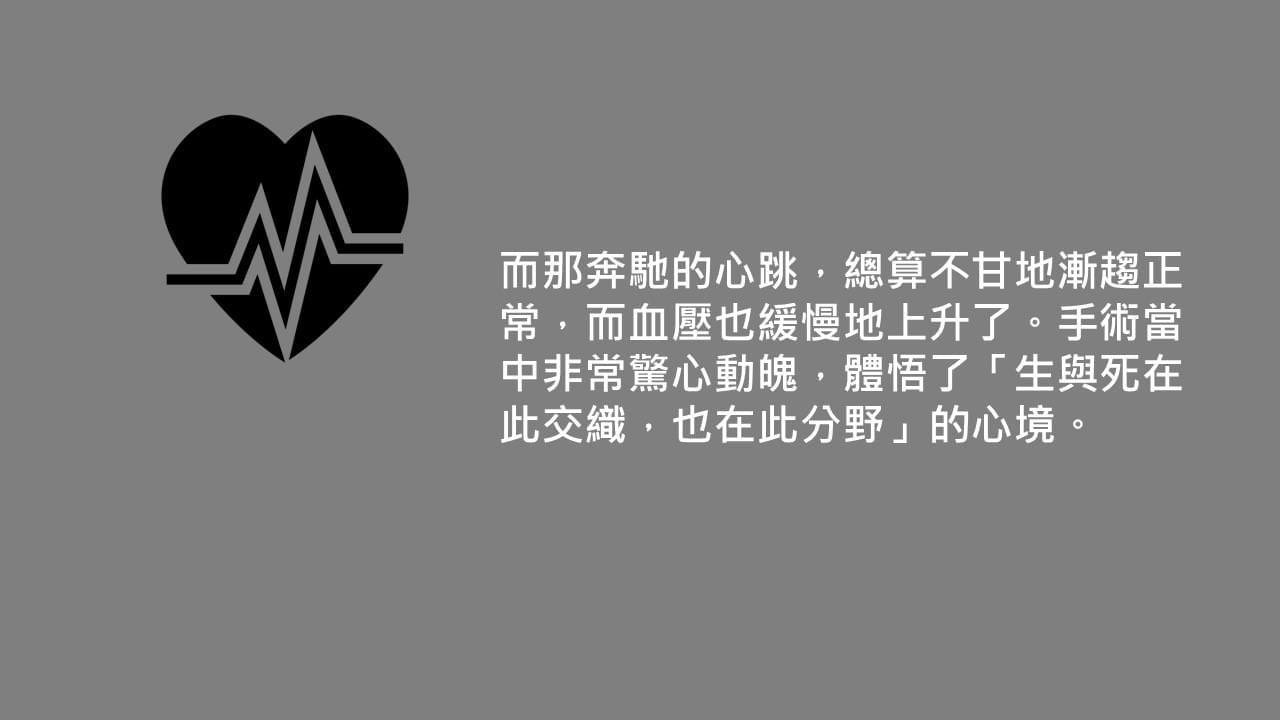 而那奔馳的心跳，總算不甘地漸趨正
常，而血壓也緩慢地上升了。手術當
中非常驚心動魄，體悟了「生與死在
此交織，也在此分野」的心境。